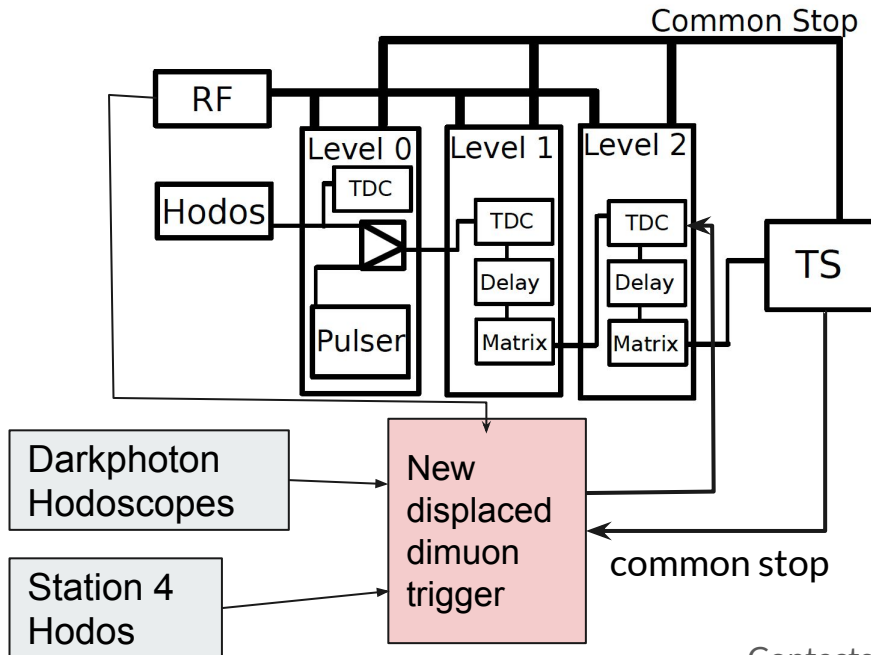 Common Stop
RF
Level 0
Level 1
Level 2
TDC
Hodos
TDC
TDC
TS
Delay
Delay
Pulser
Matrix
Matrix
Darkphoton
Hodoscopes
New
displaced
dimuon
trigger
common stop
Station 4
Hodos